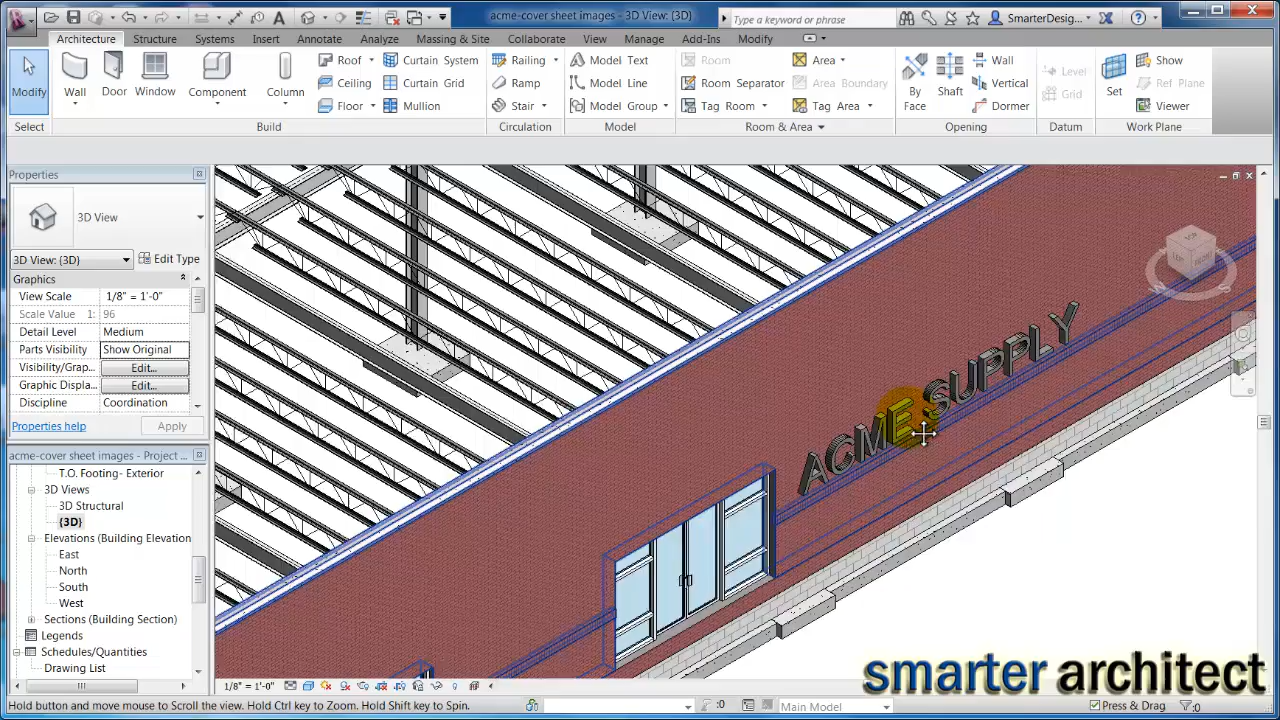 acme-cover sheet images - 3D View: {3D}
Type a keyword or phrase
SmarterDesig...
Architecture Structure Systems Insert Annotate Analyze Massing & Site Collaborate View Manage Add-Ins Modify
Modify
Wall
Door
Window
Component
Column
Roof
Ceiling
Floor
Curtain System
Curtain Grid
Mullion
Railing
Ramp
Stair
Model Text
Model Line
Model Group
Room
Room Separator
Tag Room
Area
Area Boundary
Tag Area
By Face
Shaft
Wall
Vertical
Dormer
Level
Grid
Set
Show
Ref Plane
Viewer
Select Build Circulation Model Room & Area Opening Datum Work Plane
Properties
3D View
3D View: {3D} Edit Type
Graphics
View Scale 1/8" = 1'-0"
Scale Value 1: 96
Detail Level Medium
Parts Visibility Show Original
Visibility/Grap... Edit...
Graphic Displa... Edit...
Discipline Coordination
Properties help Apply
acme-cover sheet images - Project ...
T.O. Footing- Exterior
3D Views
3D Structural
{3D}
Elevations (Building Elevation
East
North
South
West
Sections (Building Section)
Legends
Schedules/Quantities
Drawing List
ACME SUPPLY
smarter architect
1/8" = 1'-0"
Hold button and move mouse to Scroll the view. Hold Ctrl key to Zoom. Hold Shift key to Spin.
:0
Main Model
Press & Drag
:0